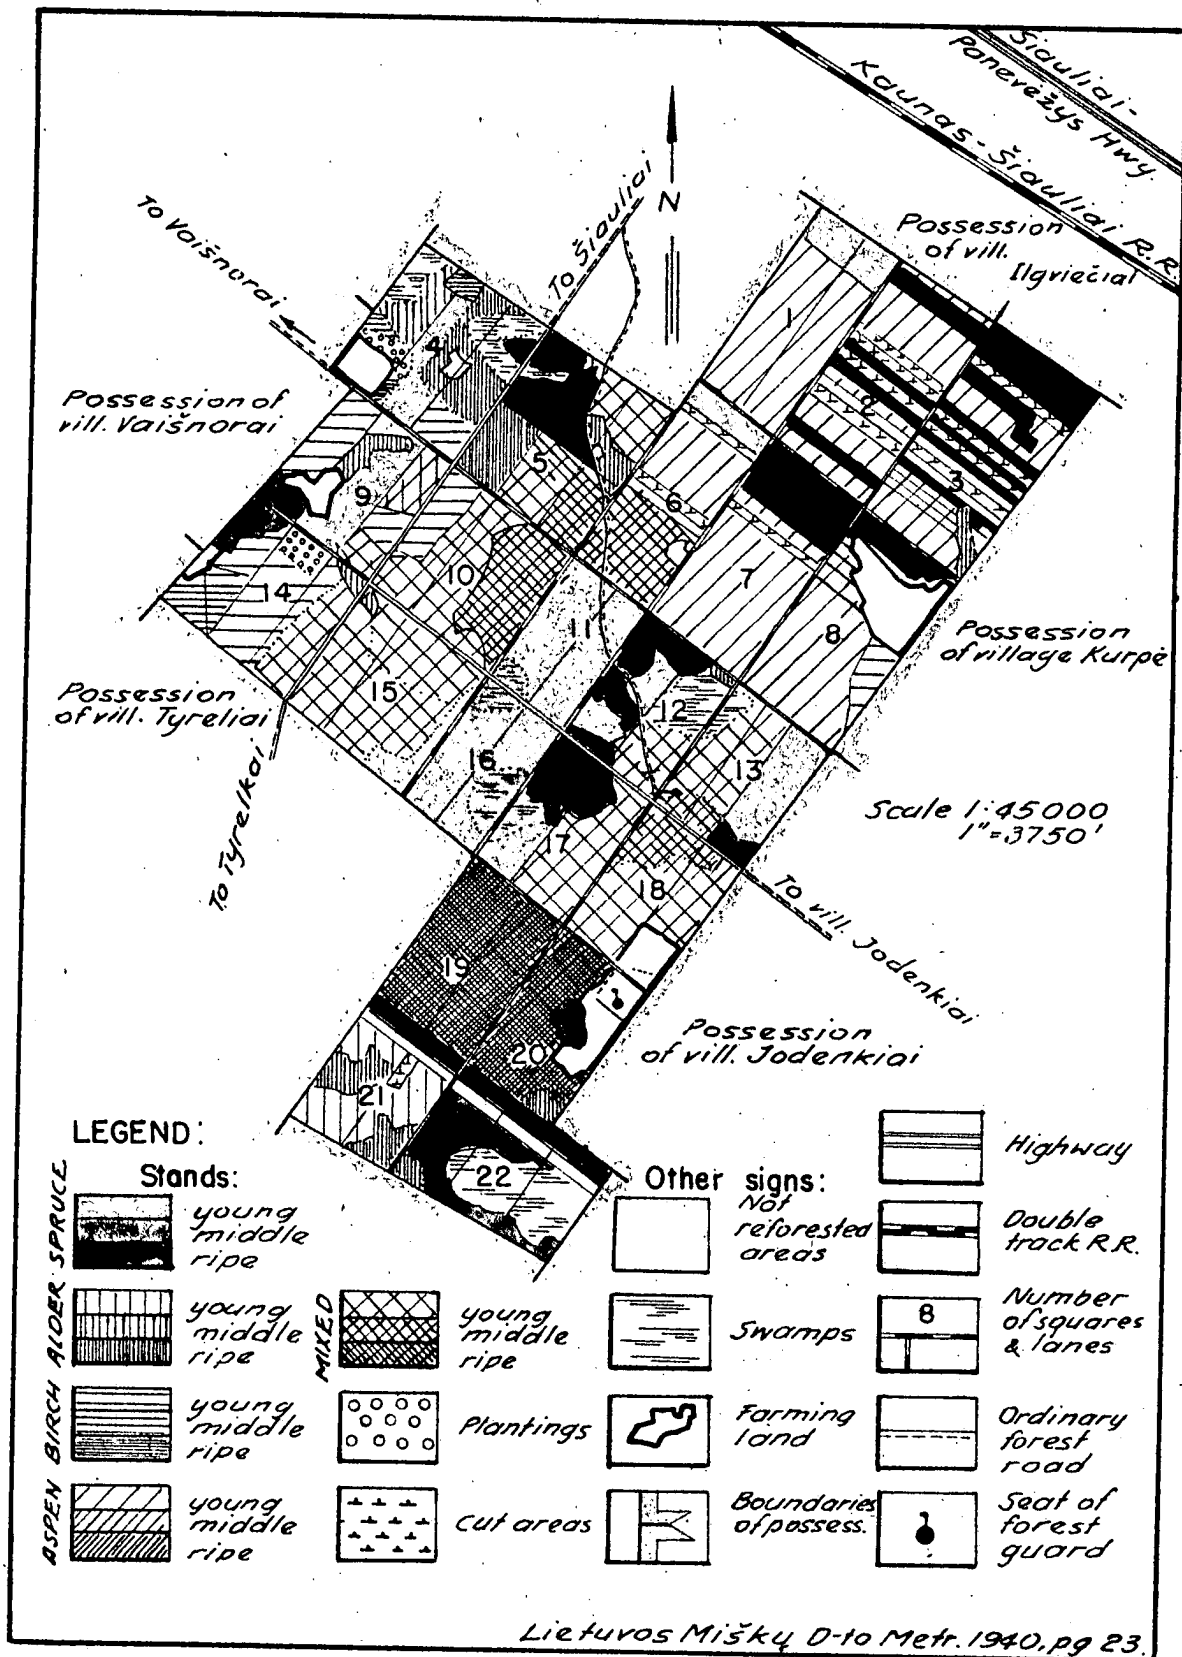 Šiauliai-
Panevėžys Hwy.
Kaunas-Šiauliai R.R.
To Vaišnorai
To Šiauliai
N
Possession
of vill.
Ilgviečiai
1
4
2
Possession of
vill. Vaišnorai
5
3
9
6
10
7
14
11
8
Possession
of village Kurpė
Possession
of vill. Tyreliai
15
12
13
16
Scale 1:45000
1"=3750'
To Tyrelkai
17
18
To vill. Jodenkiai
19
20
Possession
of vill. Jodenkiai
21
22
LEGEND:
Stands:
SPRUCE
young
middle
ripe
ALDER
young
middle
ripe
BIRCH
young
middle
ripe
ASPEN
young
middle
ripe
MIXED
young
middle
ripe
Plantings
Cut areas
Other signs:
Not
reforested
areas
Swamps
Farming
land
Boundaries
of possess.
Highway
Double
track R.R.
8
Number
of squares
& lanes
Ordinary
forest
road
Seat of
forest
guard
Lietuvos Miškų D-to Metr. 1940, pg 23.